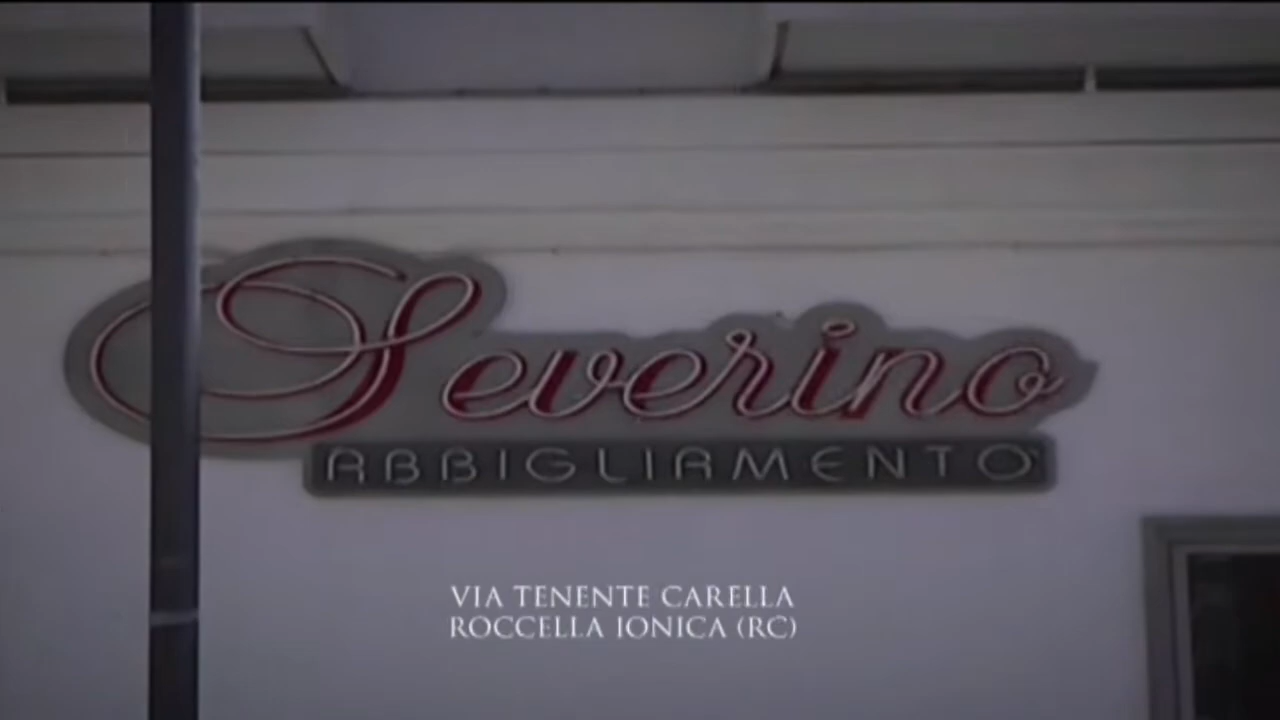 Severino
ABBIGLIAMENTO
VIA TENENTE CARELLA
ROCCELLA IONICA (RC)